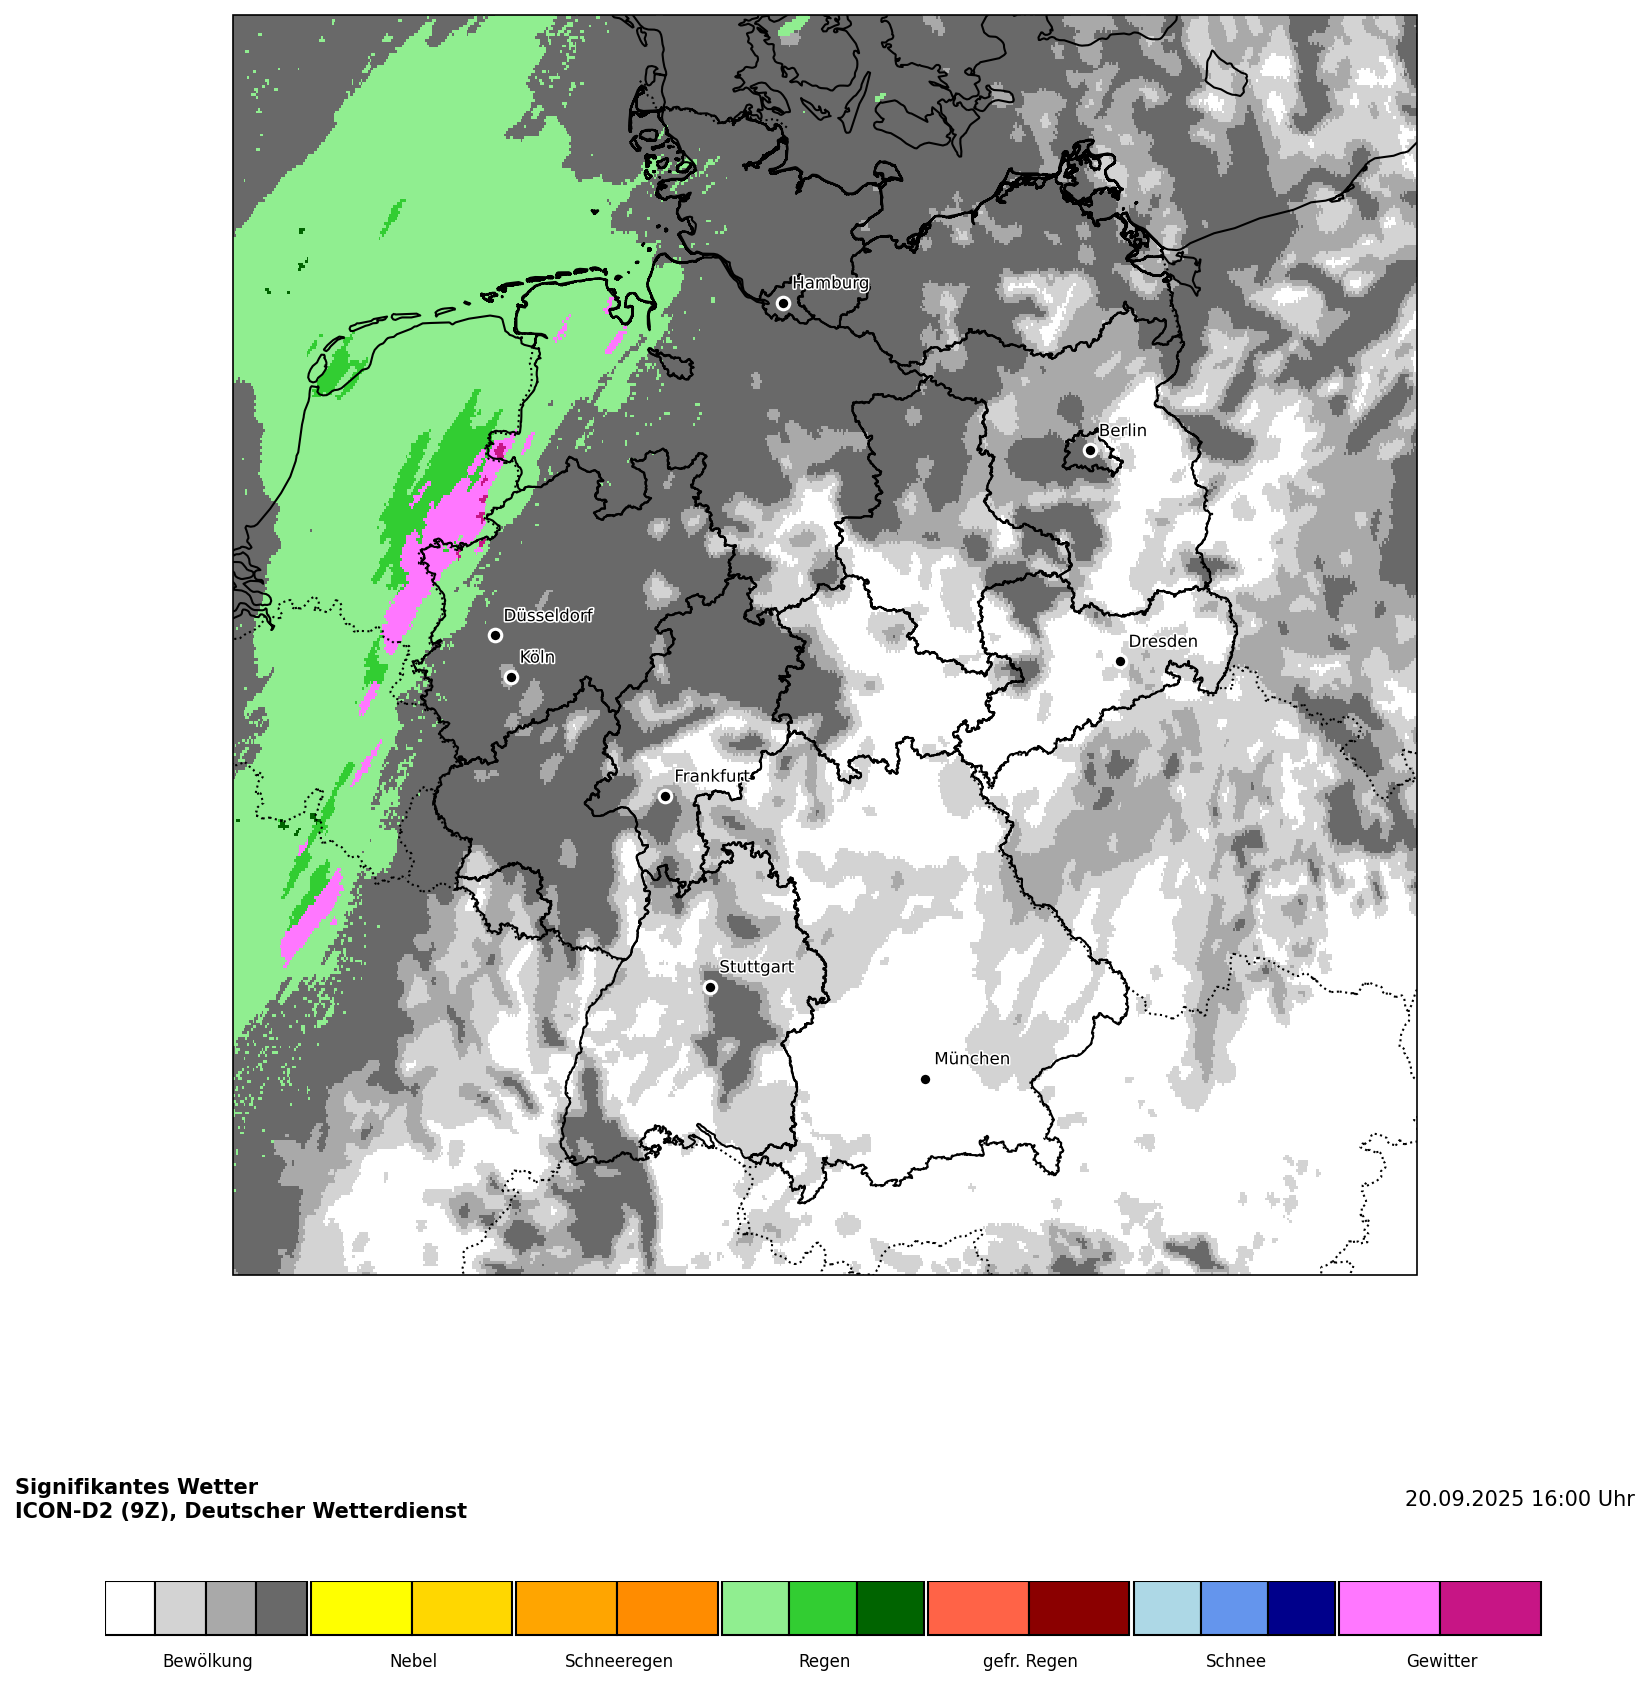 Hamburg
Berlin
Düsseldorf
Köln
Dresden
Frankfurt
Stuttgart
München
Signifikantes Wetter
ICON-D2 (9Z), Deutscher Wetterdienst
20.09.2025 16:00 Uhr
Bewölkung Nebel Schneeregen Regen gefr. Regen Schnee Gewitter